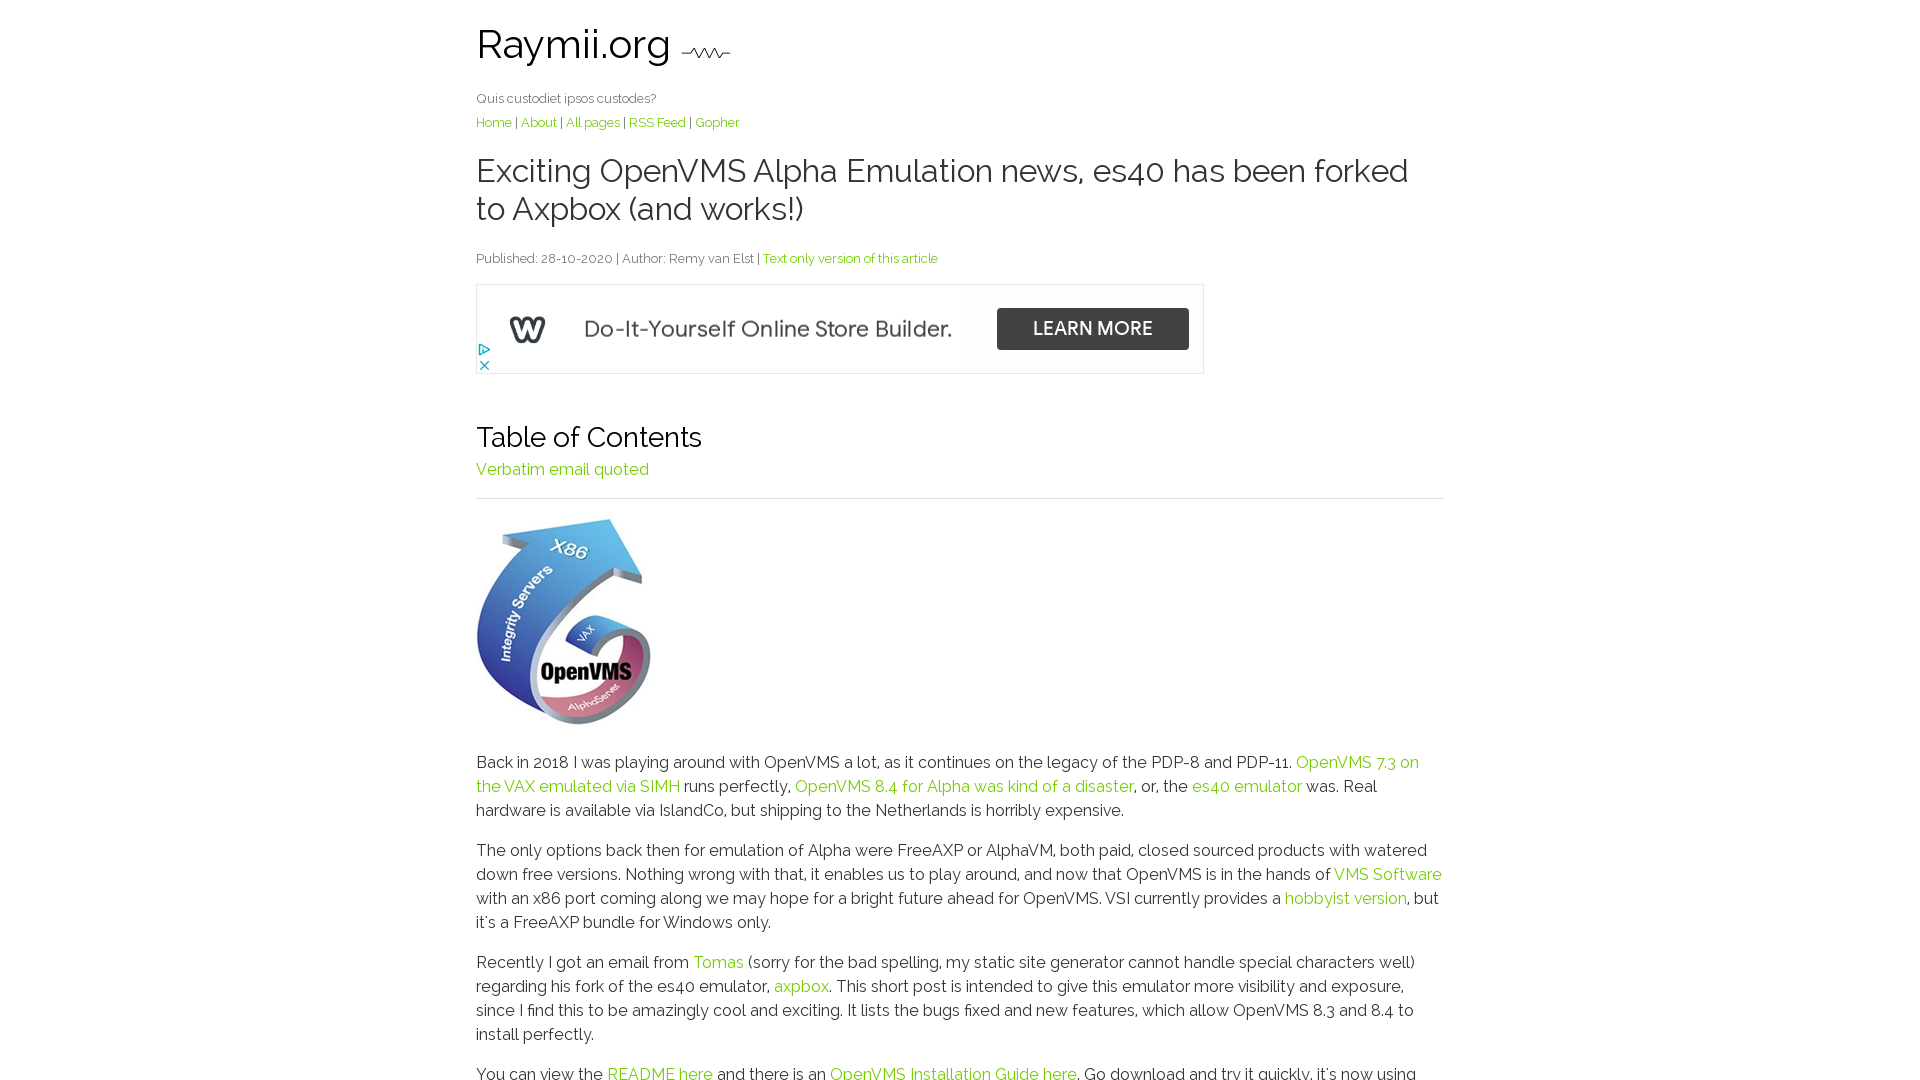 Raymii.org
Quis custodiet ipsos custodes?
Home | About | All pages | RSS Feed | Gopher
Exciting OpenVMS Alpha Emulation news, es40 has been forked
to Axpbox (and works!)
Published: 28-10-2020 | Author: Remy van Elst | Text only version of this article
W Do-It-Yourself Online Store Builder. LEARN MORE
Table of Contents
Verbatim email quoted
X86
Integrity Servers
VAX
OpenVMS
AlphaServer
Back in 2018 I was playing around with OpenVMS a lot, as it continues on the legacy of the PDP-8 and PDP-11. OpenVMS 7.3 on
the VAX emulated via SIMH runs perfectly, OpenVMS 8.4 for Alpha was kind of a disaster, or, the es40 emulator was. Real
hardware is available via IslandCo, but shipping to the Netherlands is horribly expensive.
The only options back then for emulation of Alpha were FreeAXP or AlphaVM, both paid, closed sourced products with watered
down free versions. Nothing wrong with that, it enables us to play around, and now that OpenVMS is in the hands of VMS Software
with an x86 port coming along we may hope for a bright future ahead for OpenVMS. VSI currently provides a hobbyist version, but
it's a FreeAXP bundle for Windows only.
Recently I got an email from Tomas (sorry for the bad spelling, my static site generator cannot handle special characters well)
regarding his fork of the es40 emulator, axpbox. This short post is intended to give this emulator more visibility and exposure,
since I find this to be amazingly cool and exciting. It lists the bugs fixed and new features, which allow OpenVMS 8.3 and 8.4 to
install perfectly.
You can view the README here and there is an OpenVMS Installation Guide here. Go download and try it quickly, it's now using